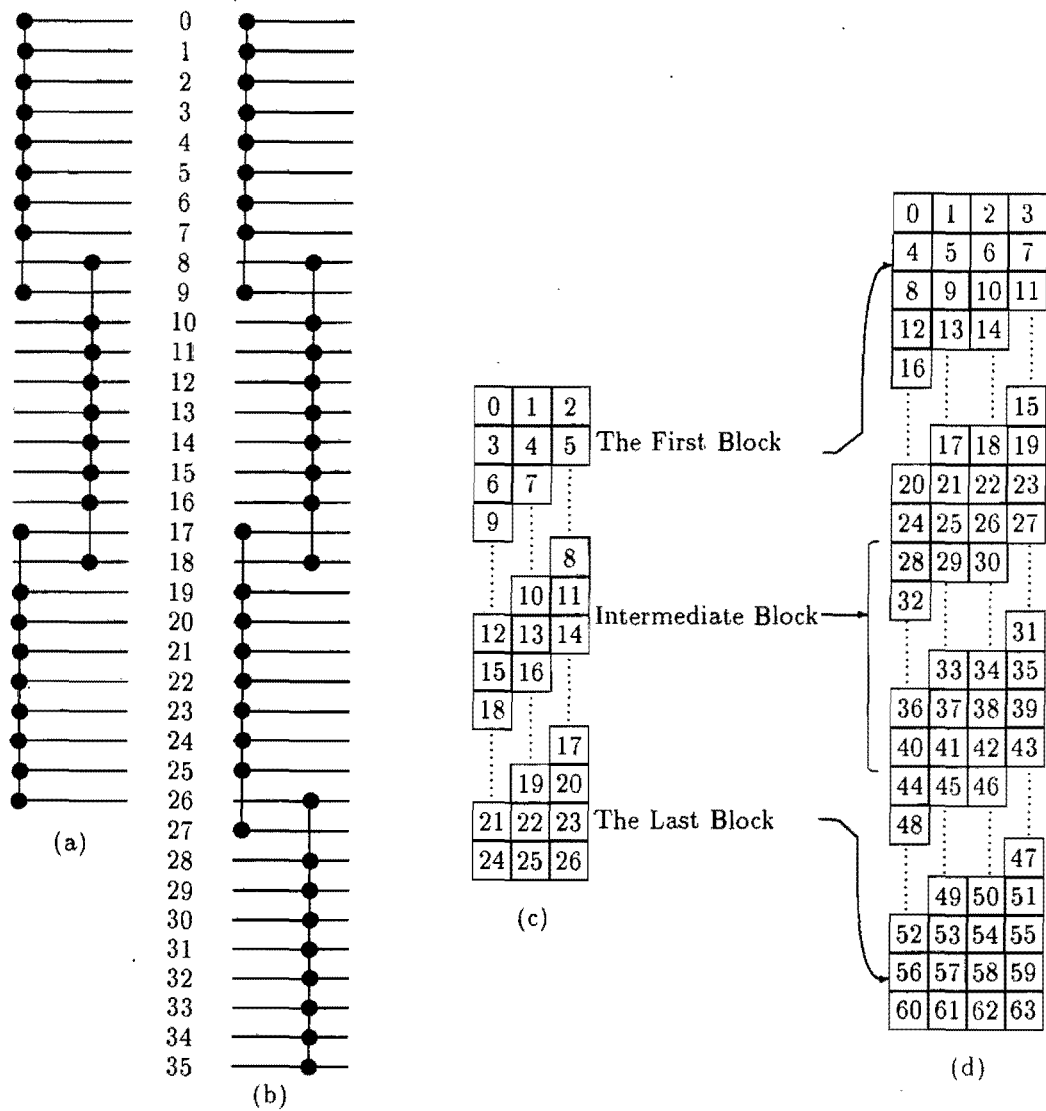 0
1
2
3
4
5
6
7
8
9
10
11
12
13
14
15
16
17
18
19
20
21
22
23
24
25
26
27
28
29
30
31
32
33
34
35
(a)
(b)
0 1 2
3 4 5
6 7
9
8
10 11
12 13 14
15 16
18
17
19 20
21 22 23
24 25 26
(c)
The First Block
Intermediate Block
The Last Block
0 1 2 3
4 5 6 7
8 9 10 11
12 13 14
16
15
17 18 19
20 21 22 23
24 25 26 27
28 29 30
32
31
33 34 35
36 37 38 39
40 41 42 43
44 45 46
48
47
49 50 51
52 53 54 55
56 57 58 59
60 61 62 63
(d)